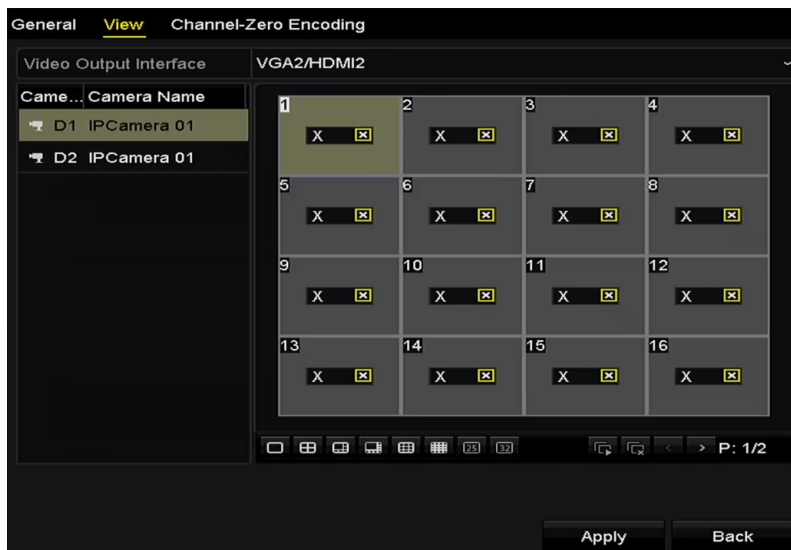 General View Channel-Zero Encoding
Video Output Interface VGA2/HDMI2
Came... Camera Name
D1 IPCamera 01
D2 IPCamera 01
1 2 3 4
X X X X
5 6 7 8
X X X X
9 10 11 12
X X X X
13 14 15 16
X X X X
25 32 P: 1/2
Apply Back